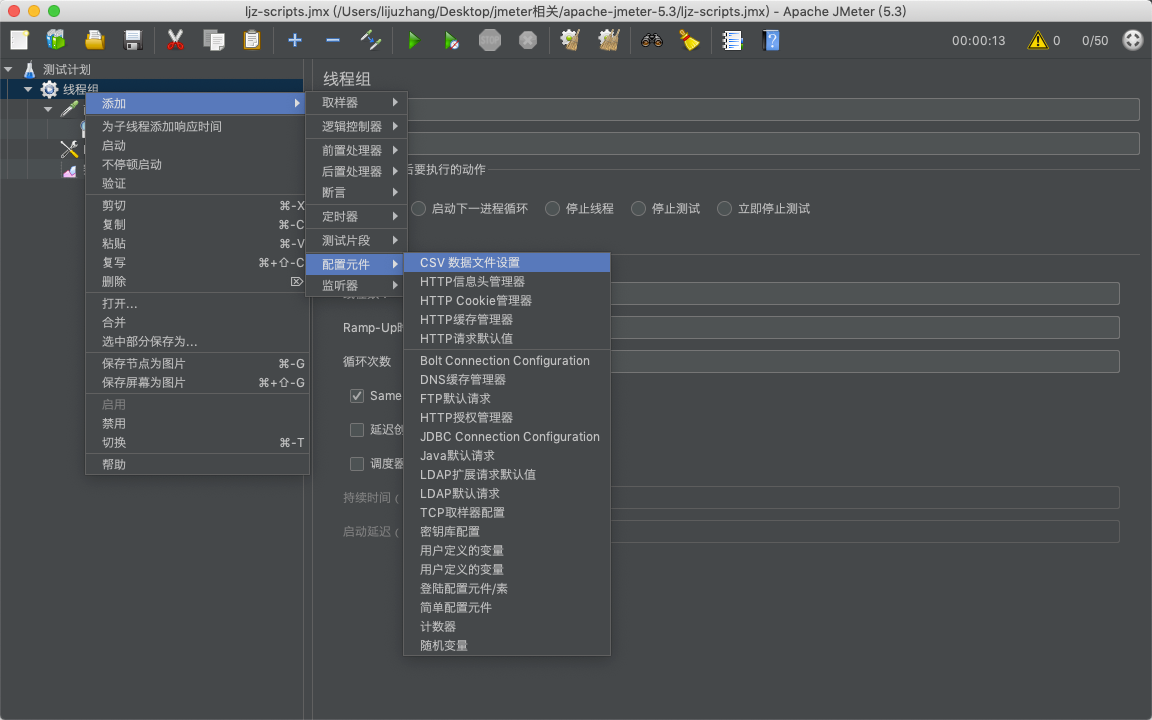 ljz-scripts.jmx (/Users/lijuzhang/Desktop/jmeter相关/apache-jmeter-5.3/ljz-scripts.jmx) - Apache JMeter (5.3)
00:00:13
0
0/50
测试计划
线程组
添加
为子线程添加响应时间
启动
不停顿启动
验证
剪切 ⌘-X
复制 ⌘-C
粘贴 ⌘-V
复写 ⌘+⇧-C
删除 ⌦
打开...
合并
选中部分保存为...
保存节点为图片 ⌘-G
保存屏幕为图片 ⌘+⇧-G
启用
禁用
切换 ⌘-T
帮助
取样器
逻辑控制器
前置处理器
后置处理器
断言
定时器
测试片段
配置元件
监听器
CSV 数据文件设置
HTTP信息头管理器
HTTP Cookie管理器
HTTP缓存管理器
HTTP请求默认值
Bolt Connection Configuration
DNS缓存管理器
FTP默认请求
HTTP授权管理器
JDBC Connection Configuration
Java默认请求
LDAP扩展请求默认值
LDAP默认请求
TCP取样器配置
密钥库配置
用户定义的变量
用户定义的变量
登陆配置元件/素
简单配置元件
计数器
随机变量
线程组
后要执行的动作
启动下一进程循环
停止线程
停止测试
立即停止测试
Ramp-Up
循环次数
Same
延迟创
调度器
持续时间 (
启动延迟 (